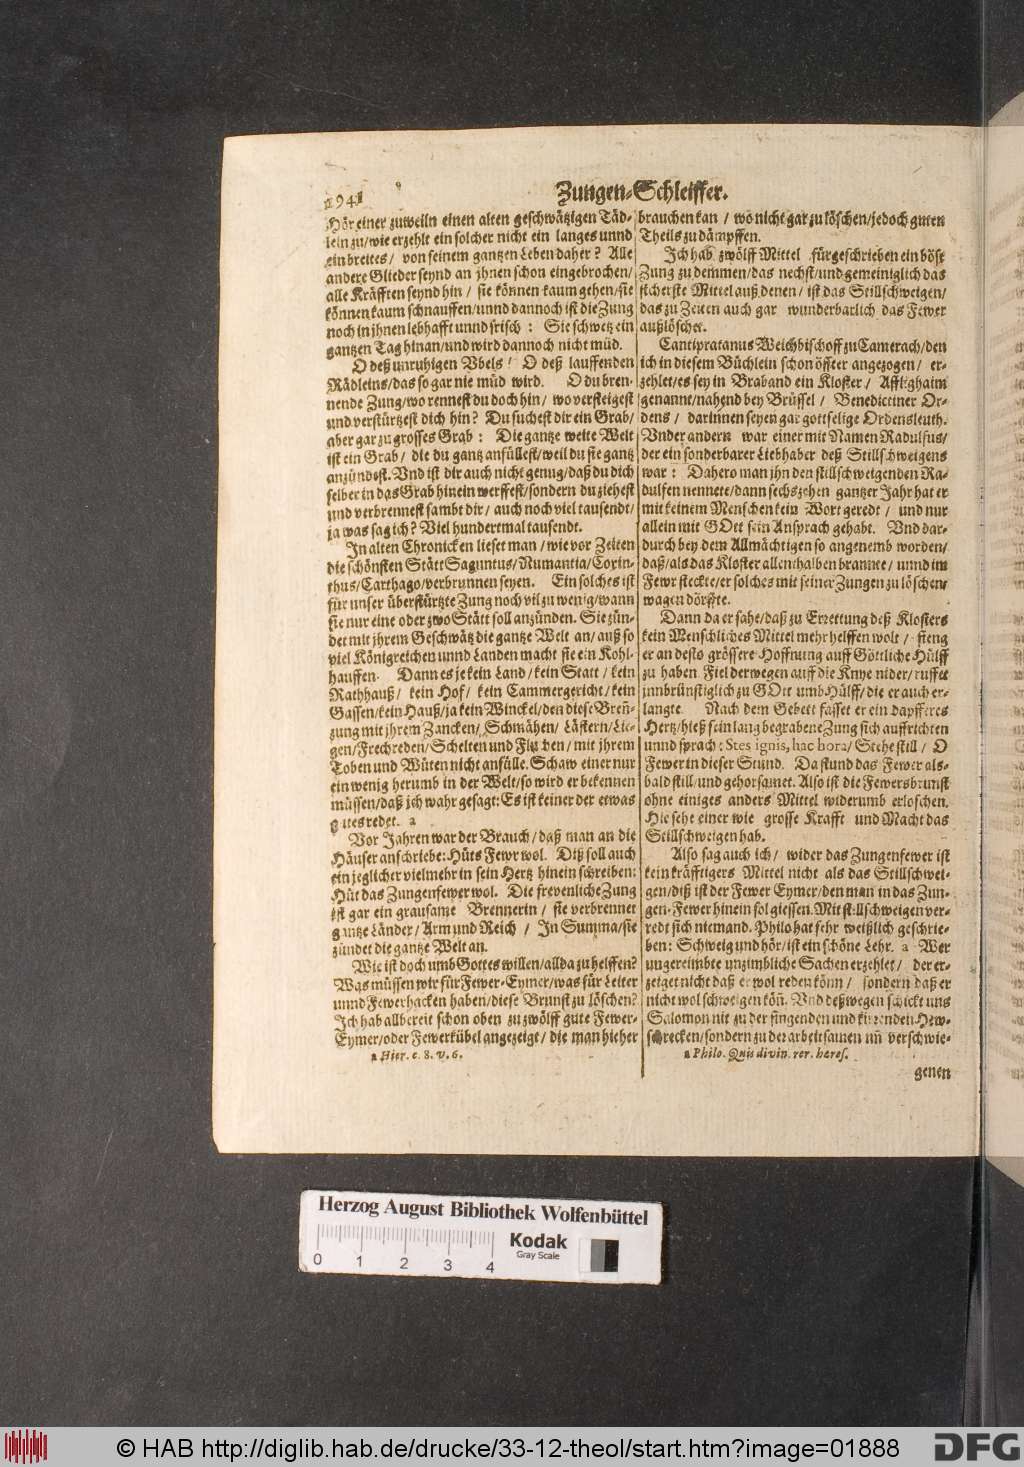 Zungen-Schleiffer.
Hör einer zuweiln einen alten geschwätzigen Täd-
lein zu/wie erzehlt ein solcher nicht ein langes unnd
ein breites/ von seinem gantzen Leben daher? Alle
andere Glieder seynd an jhnen schon eingebrochen/
alle Kräfften seynd hin/ sie können kaum gehen/sie
können kaum schnauffen/unnd dannoch ist die Zung
noch in jhnen lebhafft unnd frisch: Sie schwetz ein
gantzen Tag hinan/und wird dannoch nicht müd.
O deß unruhigen Vbels! O deß lauffenden
Rädleins/das so gar nie müd wird. O du bren-
nende Zung/wo rennest du doch hin/ wo versteigest
und verstürtzest dich hin? Du suchest dir ein Grab/
aber gar zu grosses Grab: Die gantze weite Welt
ist ein Grab/ die du gantz anfüllest/weil du sie gantz
anzündest. Vnd ist dir auch nicht genug/daß du dich
selber in das Grab hinein werffest/sondern du ziehest
und verbrennest sambt dir/ auch noch viel tausendt/
ja was sag ich? Viel hundertmal tausendt.
In alten Chronicken lieset man/wie vor Zeiten
die schönsten Stätt Saguntus/Numantia/Corin-
thus/Carthago/verbrunnen seyen. Ein solches ist
für unser überstürtzte Zung noch vil zu wenig/wann
sie nur eine oder zwo Stätt soll anzünden. Sie zün-
det mit jhrem Geschwätz die gantze Welt an/auß so
viel Königreichen unnd Landen macht sie ein Kohl-
hauffen. Dann es je kein Land/kein Statt/kein
Rathhauß/ kein Hof/ kein Cammergericht/kein
Gassen/kein Hauß/ja kein Winckel/den diese Breñ-
zung mit jhrem Zancken/ Schmähen/ Lästern/Lie-
gen/Frechreden/Schelten und Fluchen/mit jhrem
Toben und Wüten nicht anfülle. Schaw einer nur
ein wenig herumb in der Welt/so wird er bekennen
müssen/daß jch wahr gesagt: Es ist keiner der etwas
gutes redet. a
Vor Jahren war der Brauch/daß man an die
Häuser anschriebe: Hüts Fewr wol. Diß soll auch
ein jeglicher vielmehr in sein Hertz hinein schreiben:
Hüt das Zungenfewer wol. Die frevenliche Zung
ist gar ein grausame Brennerin/ sie verbrennet
gantze Länder/Arm und Reich/ In Summa/sie
zündet die gantze Welt an.
Wie ist doch umb Gottes willen/allda zu helffen?
Was müssen wir für Fewer-Eymer/was für Leiter
unnd Fewerhacken haben/diese Brunst zu löschen?
Jch hab allbereit schon oben zu zwölff gute Fewer-
Eymer/oder Fewerkübel angezeigt/die man hieher
a Hier. c. 8. v. 6.
brauchen kan/wo nicht gar zu löschen/jedoch guten
Theils zu dämpffen.
Jch hab zwölff Mittel fürgeschrieben ein böse
Zung zu demmen/das nechst/und gemeiniglich das
sicherste Mittel auß denen/ ist das Stillschweigen/
das zu Zeiten auch gar wunderbarlich das Fewer
außlöschet.
Cantipratanus Weichbischoff zu Camerach/den
ich in diesem Büchlein schon öffter angezogen/ er-
zehlet/es sey in Braband ein Kloster/ Afflighaim
genannt/nahend bey Brüssel/ Benedictiner Or-
dens/ darinnen seyen gar gottselige Ordensleuth.
Vnder andern war einer mit Namen Radulfus/
der ein sonderbarer Liebhaber deß Stillschweigens
war: Dahero man jhn den stillschweigenden Ra-
dulfen nennete/dann sechszehen gantzer Jahr hat er
mit keinem Menschen kein Wort geredt/ und nur
allein mit GOtt sein Ansprach gehabt. Vnd dar-
durch bey dem Allmächtigen so angenemb worden/
daß/als das Kloster allenthalben brannte/ unnd im
Fewr steckte/er solches mit seiner Zungen zu löschen/
wagen dörffte.
Dann da er sahe/daß zu Errettung deß Klosters
kein Menschliches Mittel mehr helffen wolt/ fieng
er an desto grössere Hoffnung auff Göttliche Hülff
zu haben Fiel derwegen auff die Knye nider/ruffet
innbrünstiglich zu GOtt umb Hülff/die er auch er-
langte Nach dem Gebett fasset er ein dapfferes
Hertz/hieß sein lang begrabene Zung sich auffrichten
unnd sprach: Stes ignis, hac hora/ Stehe still/ O
Fewer in dieser Stund. Da stund das Fewer als-
bald still/und gehorsamet. Also ist die Fewersbrunst
ohne einiges anders Mittel widerumb erloschen.
Hie sehe einer wie grosse Krafft und Macht das
Stillschweigen hab.
Also sag auch ich/ wider das Zungenfewer ist
kein kräfftigers Mittel nicht als das Stillschwei-
gen/diß ist der Fewer Eymer/den man in das Zun-
gen-Fewer hinein sol giessen. Mit stillschweigen ver-
redt sich niemand. Philo hat sehr weißlich geschrie-
ben: Schweig und hör/ist ein schöne Lehr. a Wer
ungereimbte unzimbliche Sachen erzehlet/ der er-
zeiget nicht daß er wol reden könn/ sondern daß er
nicht wol schweigen köñ. Vnd deßwegen schickt uns
Salomon nit zu der singenden und kirrenden Hew-
schrecken/sondern zu der arbeitsamen uñ verschwie-
a Philo. Quis divin. rer. heres.
genen
Herzog August Bibliothek Wolfenbüttel
Kodak
Gray Scale
0 1 2 3 4
© HAB http://diglib.hab.de/drucke/33-12-theol/start.htm?image=01888
DFG